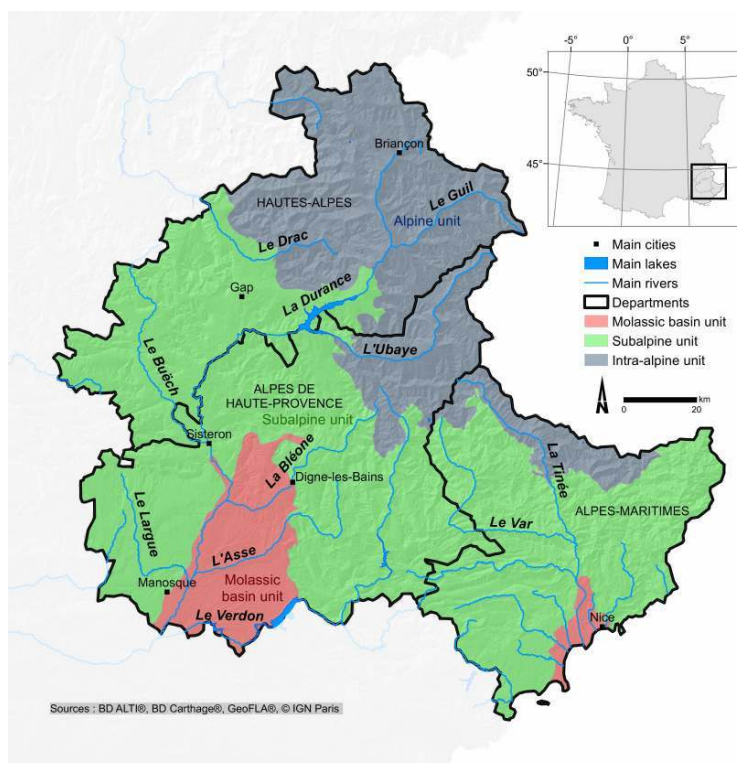 -5°
0°
5°
50°
45°
Briançon
HAUTES-ALPES
Le Guil
Alpine unit
Le Drac
Gap
La Durance
L'Ubaye
Le Buëch
ALPES DE
HAUTE-PROVENCE
Subalpine unit
Sisteron
La Bléone
Digne-les-Bains
La Tinée
ALPES-MARITIMES
Le Largue
Le Var
L'Asse
Manosque
Molassic
basin unit
Le Verdon
Nice
Main cities
Main lakes
Main rivers
Departments
Molassic basin unit
Subalpine unit
Intra-alpine unit
N
km
0
20
Sources : BD ALTI®, BD Carthage®, GeoFLA®, © IGN Paris